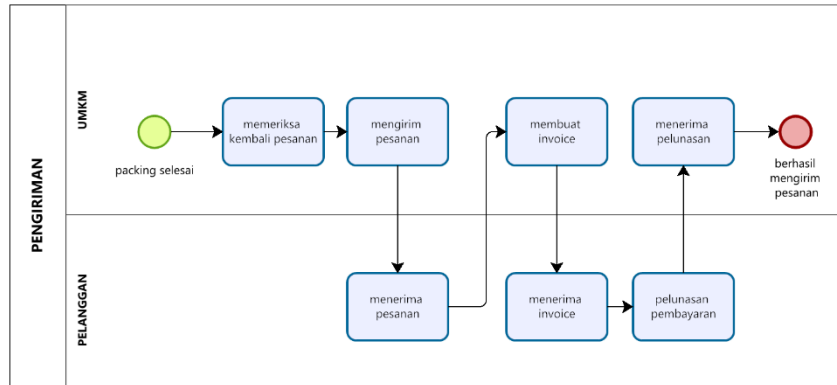 PENGIRIMAN
UMKM
packing selesai
memeriksa
kembali pesanan
mengirim
pesanan
membuat
invoice
menerima
pelunasan
berhasil
mengirim
pesanan
PELANGGAN
menerima
pesanan
menerima
invoice
pelunasan
pembayaran